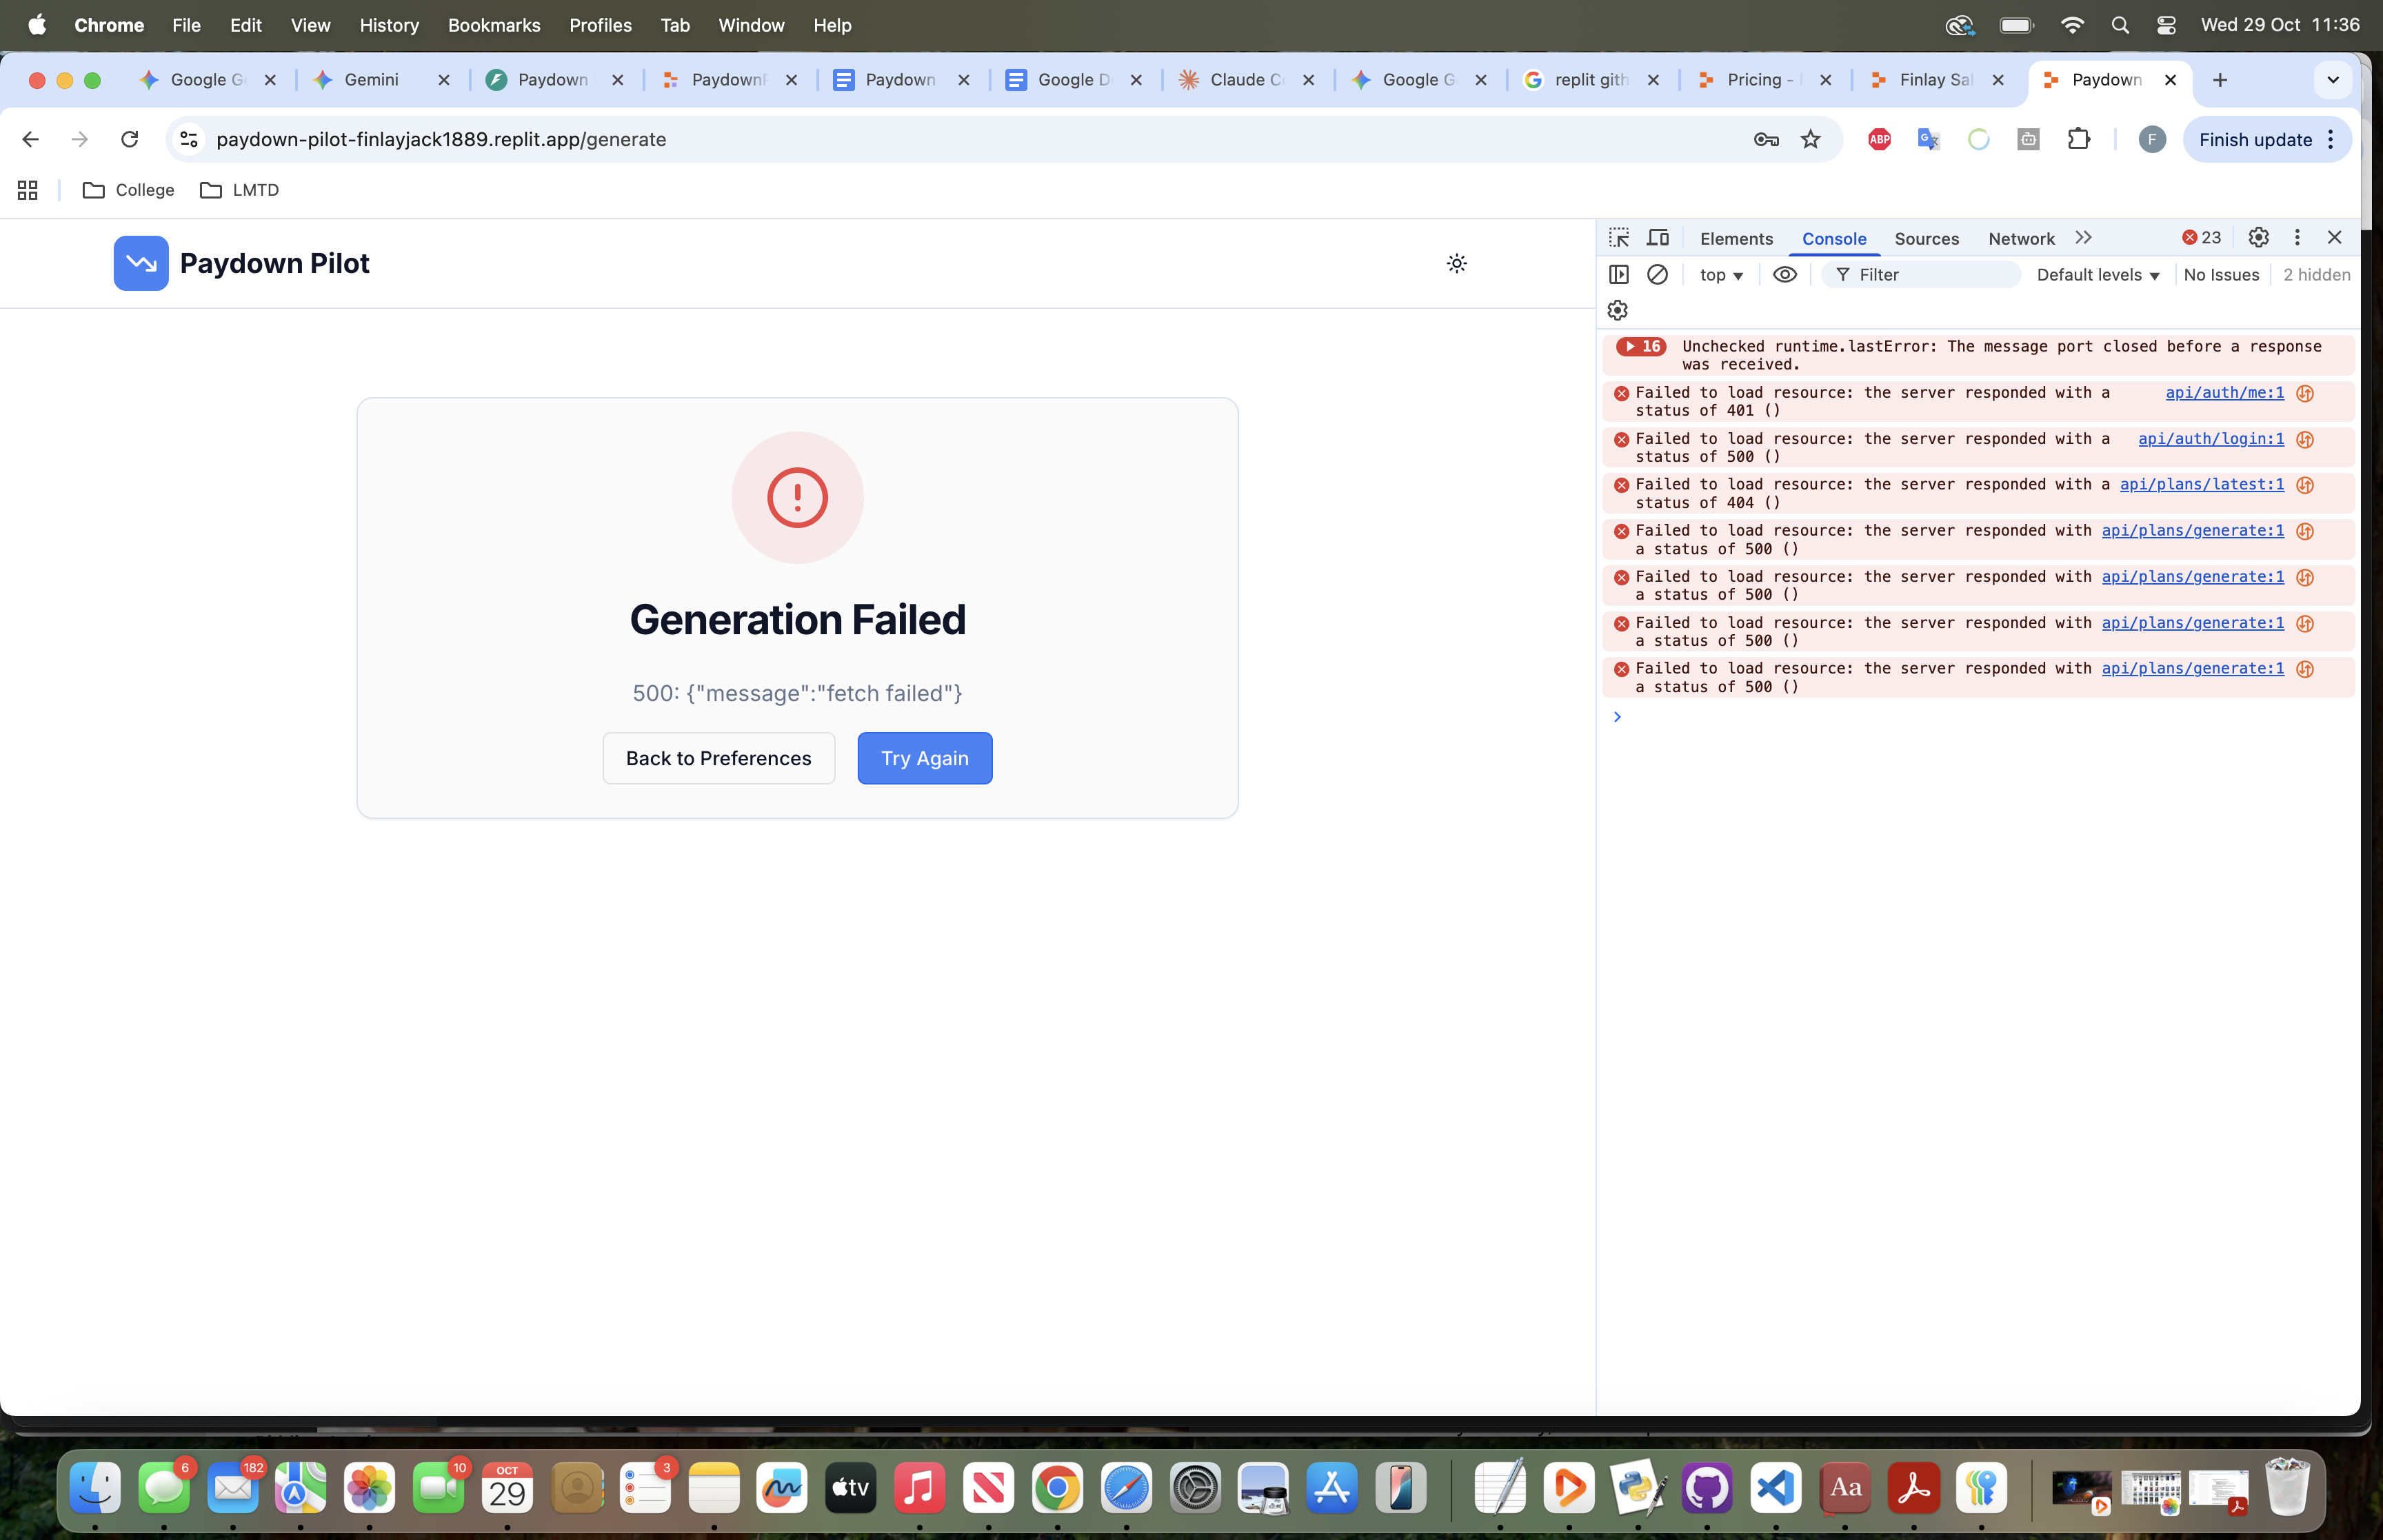 Chrome File Edit View History Bookmarks Profiles Tab Window Help Wed 29 Oct 11:36
Google G Gemini Paydown Paydown Paydown Google D Claude C Google G replit gith Pricing - Finlay Sal Paydown
paydown-pilot-finlayjack1889.replit.app/generate ABP G F Finish update
College LMTD
Paydown Pilot
Generation Failed
500: {"message":"fetch failed"}
Back to Preferences Try Again
Elements Console Sources Network 23
top Filter Default levels No Issues 2 hidden
16 Unchecked runtime.lastError: The message port closed before a response
was received.
Failed to load resource: the server responded with a api/auth/me:1
status of 401 ()
Failed to load resource: the server responded with a api/auth/login:1
status of 500 ()
Failed to load resource: the server responded with a api/plans/latest:1
status of 404 ()
Failed to load resource: the server responded with api/plans/generate:1
a status of 500 ()
Failed to load resource: the server responded with api/plans/generate:1
a status of 500 ()
Failed to load resource: the server responded with api/plans/generate:1
a status of 500 ()
Failed to load resource: the server responded with api/plans/generate:1
a status of 500 ()
6 182 10 OCT 29 3 tv Aa